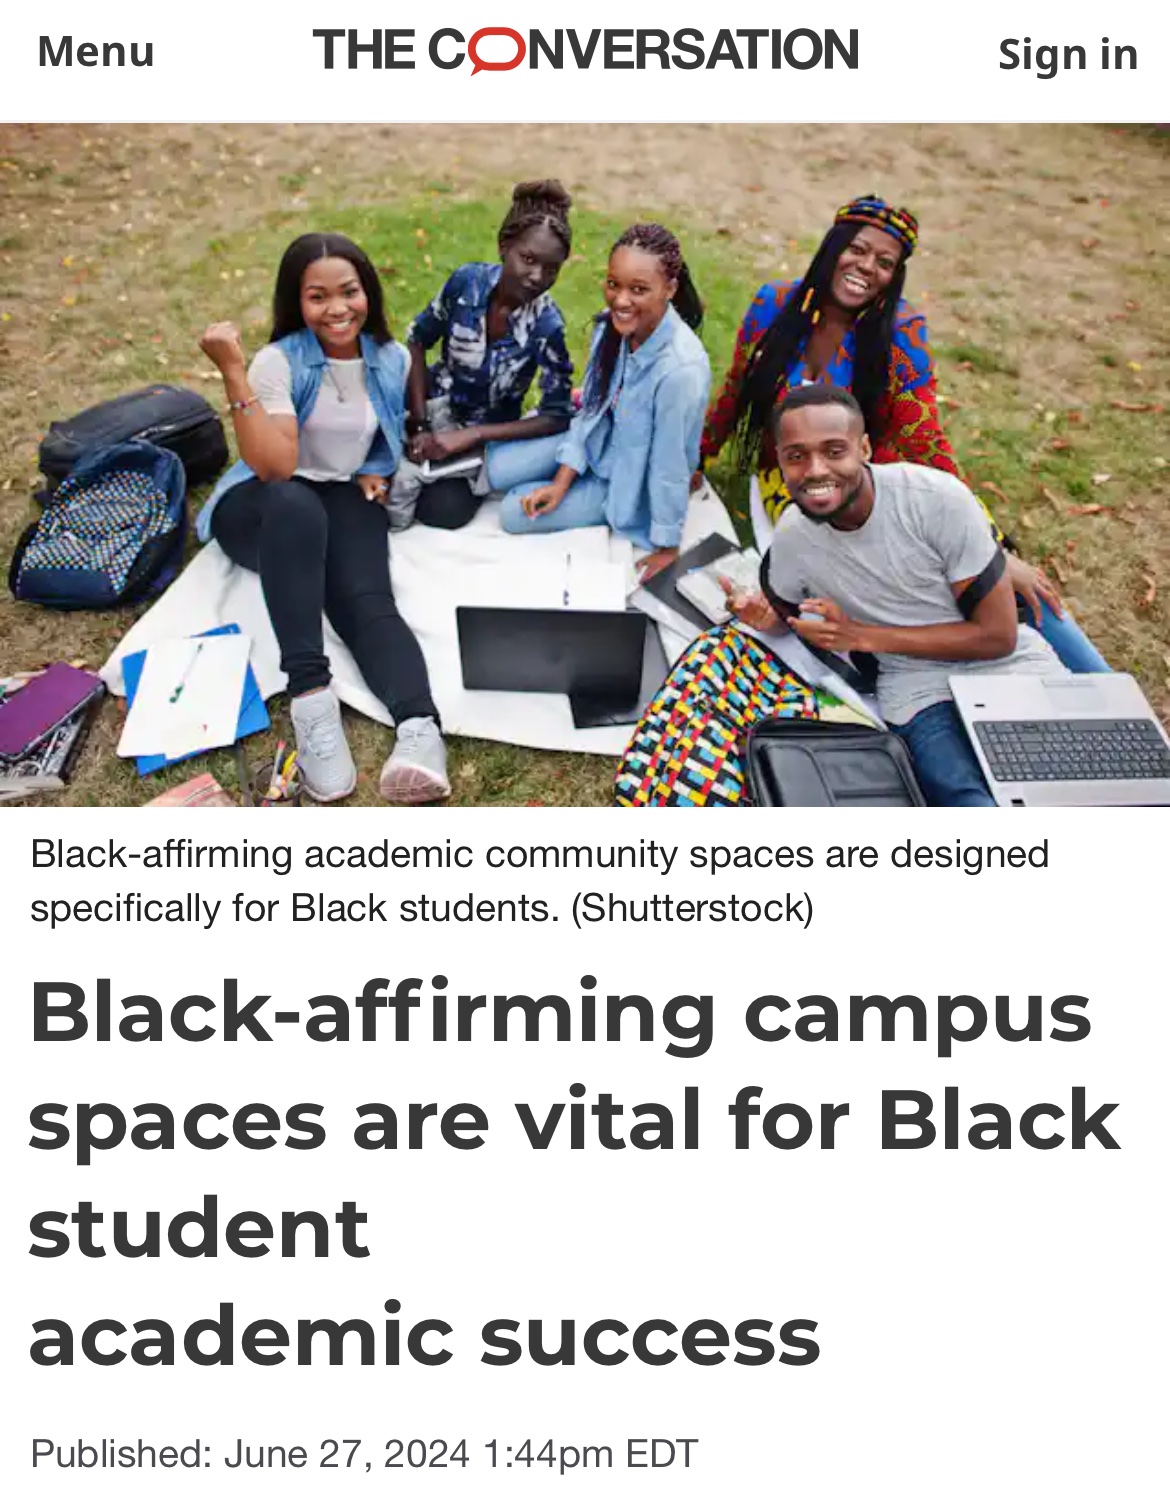 Menu
THE CONVERSATION
Sign in
Black-affirming academic community spaces are designed
specifically for Black students. (Shutterstock)
Black-affirming campus
spaces are vital for Black
student
academic success
Published: June 27, 2024 1:44pm EDT